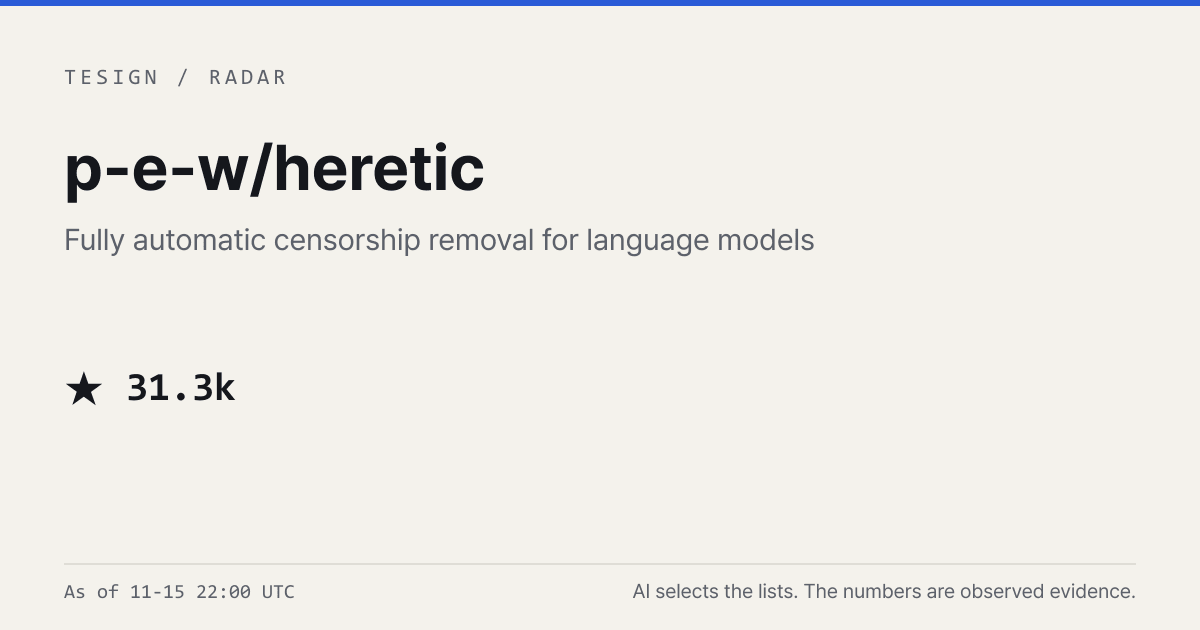 TESIGN / RADAR
p-e-w/heretic
Fully automatic censorship removal for language models
★ 31.3k
As of 11-15 22:00 UTC
AI selects the lists. The numbers are observed evidence.